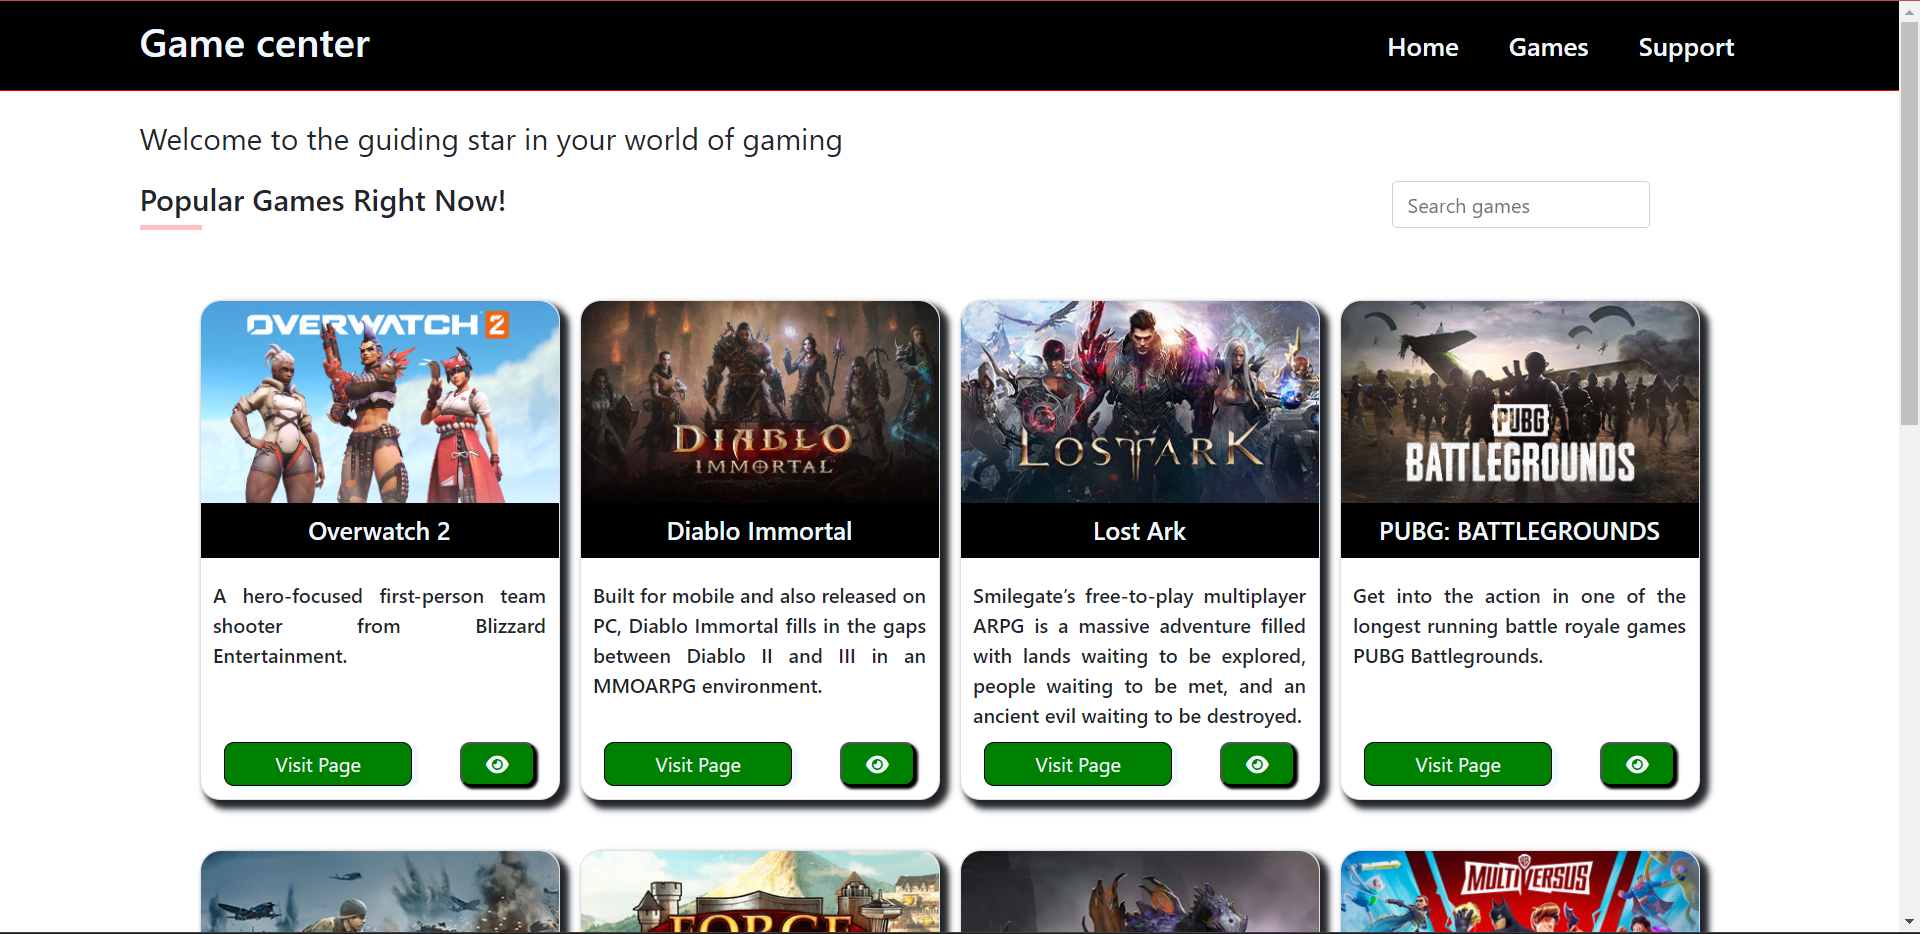 Game center
Home Games Support
Welcome to the guiding star in your world of gaming
Popular Games Right Now!
Search games
OVERWATCH 2
DIABLO
IMMORTAL
LOST ARK
PUBG
BATTLEGROUNDS
Overwatch 2
Diablo Immortal
Lost Ark
PUBG: BATTLEGROUNDS
A hero-focused first-person team
shooter from Blizzard
Entertainment.
Built for mobile and also released on
PC, Diablo Immortal fills in the gaps
between Diablo II and III in an
MMOARPG environment.
Smilegate’s free-to-play multiplayer
ARPG is a massive adventure filled
with lands waiting to be explored,
people waiting to be met, and an
ancient evil waiting to be destroyed.
Get into the action in one of the
longest running battle royale games
PUBG Battlegrounds.
Visit Page
Visit Page
Visit Page
Visit Page
FORGE
MULTIVERSUS